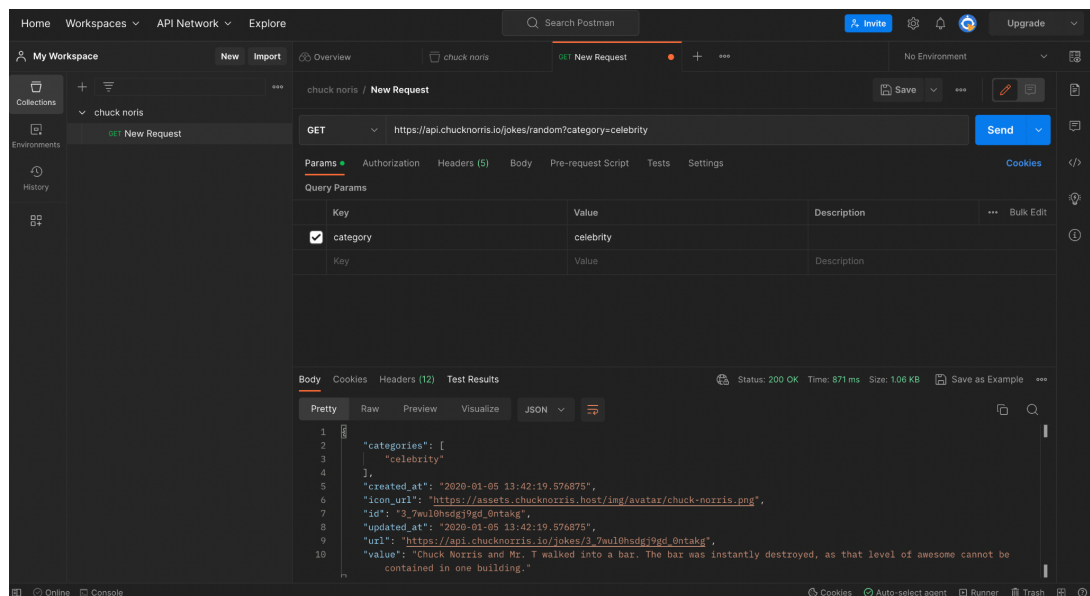 Home Workspaces API Network Explore Search Postman Invite Upgrade
My Workspace New Import Overview chuck noris GET New Request No Environment
Collections
Environments
History
chuck noris
GET New Request
chuck noris / New Request Save
GET https://api.chucknorris.io/jokes/random?category=celebrity Send
Params Authorization Headers (5) Body Pre-request Script Tests Settings Cookies
Query Params
Key Value Description Bulk Edit
category celebrity
Key Value Description
Body Cookies Headers (12) Test Results Status: 200 OK Time: 871 ms Size: 1.06 KB Save as Example
Pretty Raw Preview Visualize JSON
1 {
2 "categories": [
3 "celebrity"
4 ],
5 "created_at": "2020-01-05 13:42:19.576875",
6 "icon_url": "https://assets.chucknorris.host/img/avatar/chuck-norris.png",
7 "id": "3_7wul0hsdgj9gd_0ntakg",
8 "updated_at": "2020-01-05 13:42:19.576875",
9 "url": "https://api.chucknorris.io/jokes/3_7wul0hsdgj9gd_0ntakg",
10 "value": "Chuck Norris and Mr. T walked into a bar. The bar was instantly destroyed, as that level of awesome cannot be
contained in one building."
Online Console Cookies Auto-select agent Runner Trash